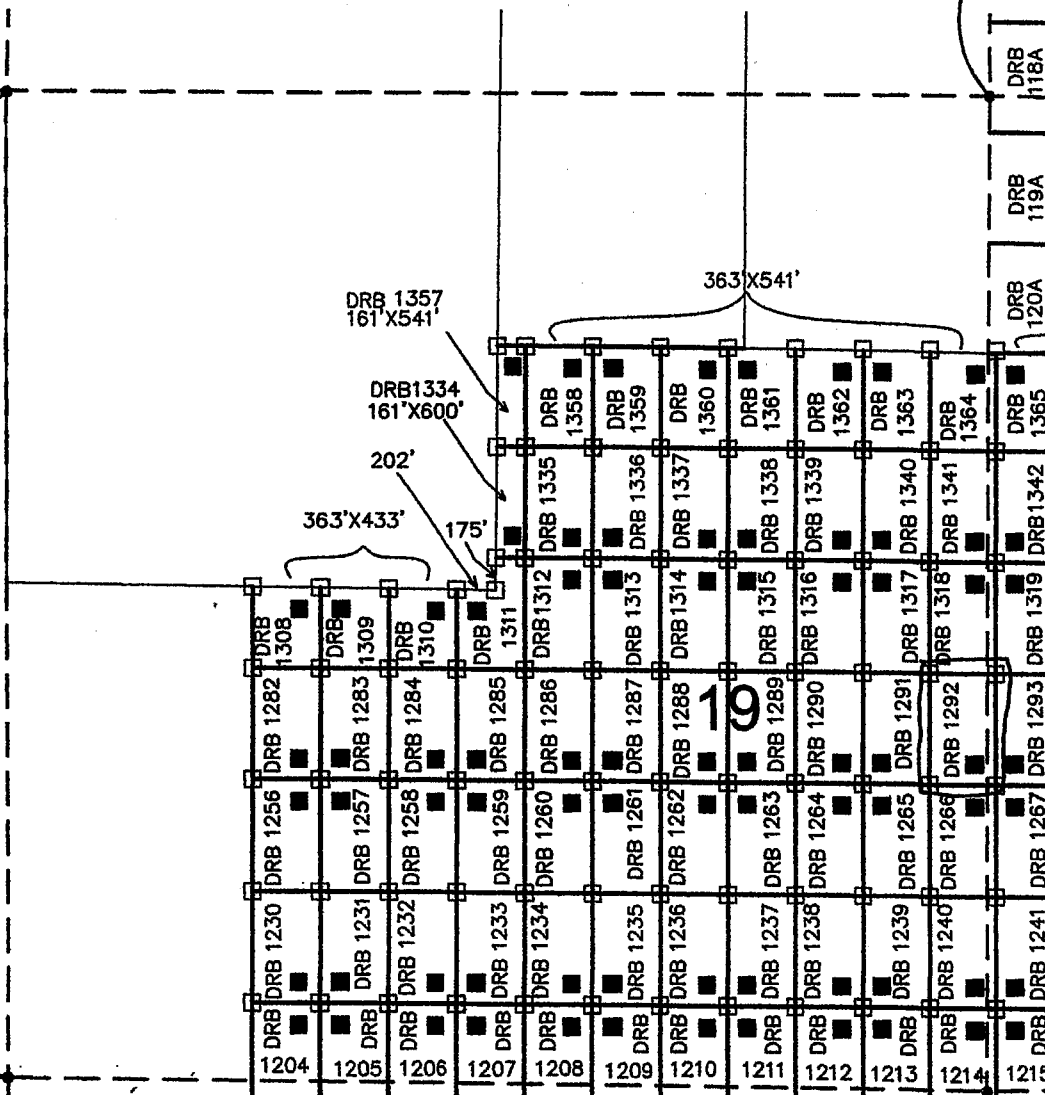 DRB
118A
DRB
119A
DRB
120A
363'X541'
DRB 1357
161'X541'
DRB1334
161'X600'
202'
363'X433'
175'
DRB
1358
DRB
1359
DRB
1360
DRB
1361
DRB
1362
DRB
1363
DRB
1364
DRB
1365
DRB 1335
DRB 1336
DRB 1337
DRB 1338
DRB 1339
DRB 1340
DRB 1341
DRB1342
DRB
1308
DRB
1309
DRB
1310
DRB
1311
DRB1312
DRB 1313
DRB 1314
DRB 1315
DRB 1316
DRB 1317
DRB 1318
DRB 1319
DRB 1282
DRB 1283
DRB 1284
DRB 1285
DRB 1286
DRB 1287
DRB 1288
19
DRB 1289
DRB 1290
DRB 1291
DRB 1292
DRB 1293
DRB 1256
DRB 1257
DRB 1258
DRB 1259
DRB 1260
DRB 1261
DRB 1262
DRB 1263
DRB 1264
DRB 1265
DRB 1266
DRB 1267
DRB 1230
DRB 1231
DRB 1232
DRB 1233
DRB 1234
DRB 1235
DRB 1236
DRB 1237
DRB 1238
DRB 1239
DRB 1240
DRB 1241
DRB
1204
DRB
1205
DRB
1206
DRB
1207
DRB
1208
DRB
1209
DRB
1210
DRB
1211
DRB
1212
DRB
1213
DRB
1214
DRB
1215